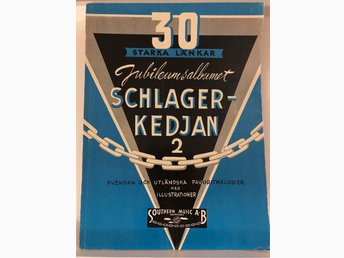 30
STARKA LÄNKAR
Jubileumsalbumet
SCHLAGER-
KEDJAN
2
SVENSKA OCH UTLÄNDSKA FAVORITMELODIER
MED
ILLUSTRATIONER
SOUTHERN MUSIC AB